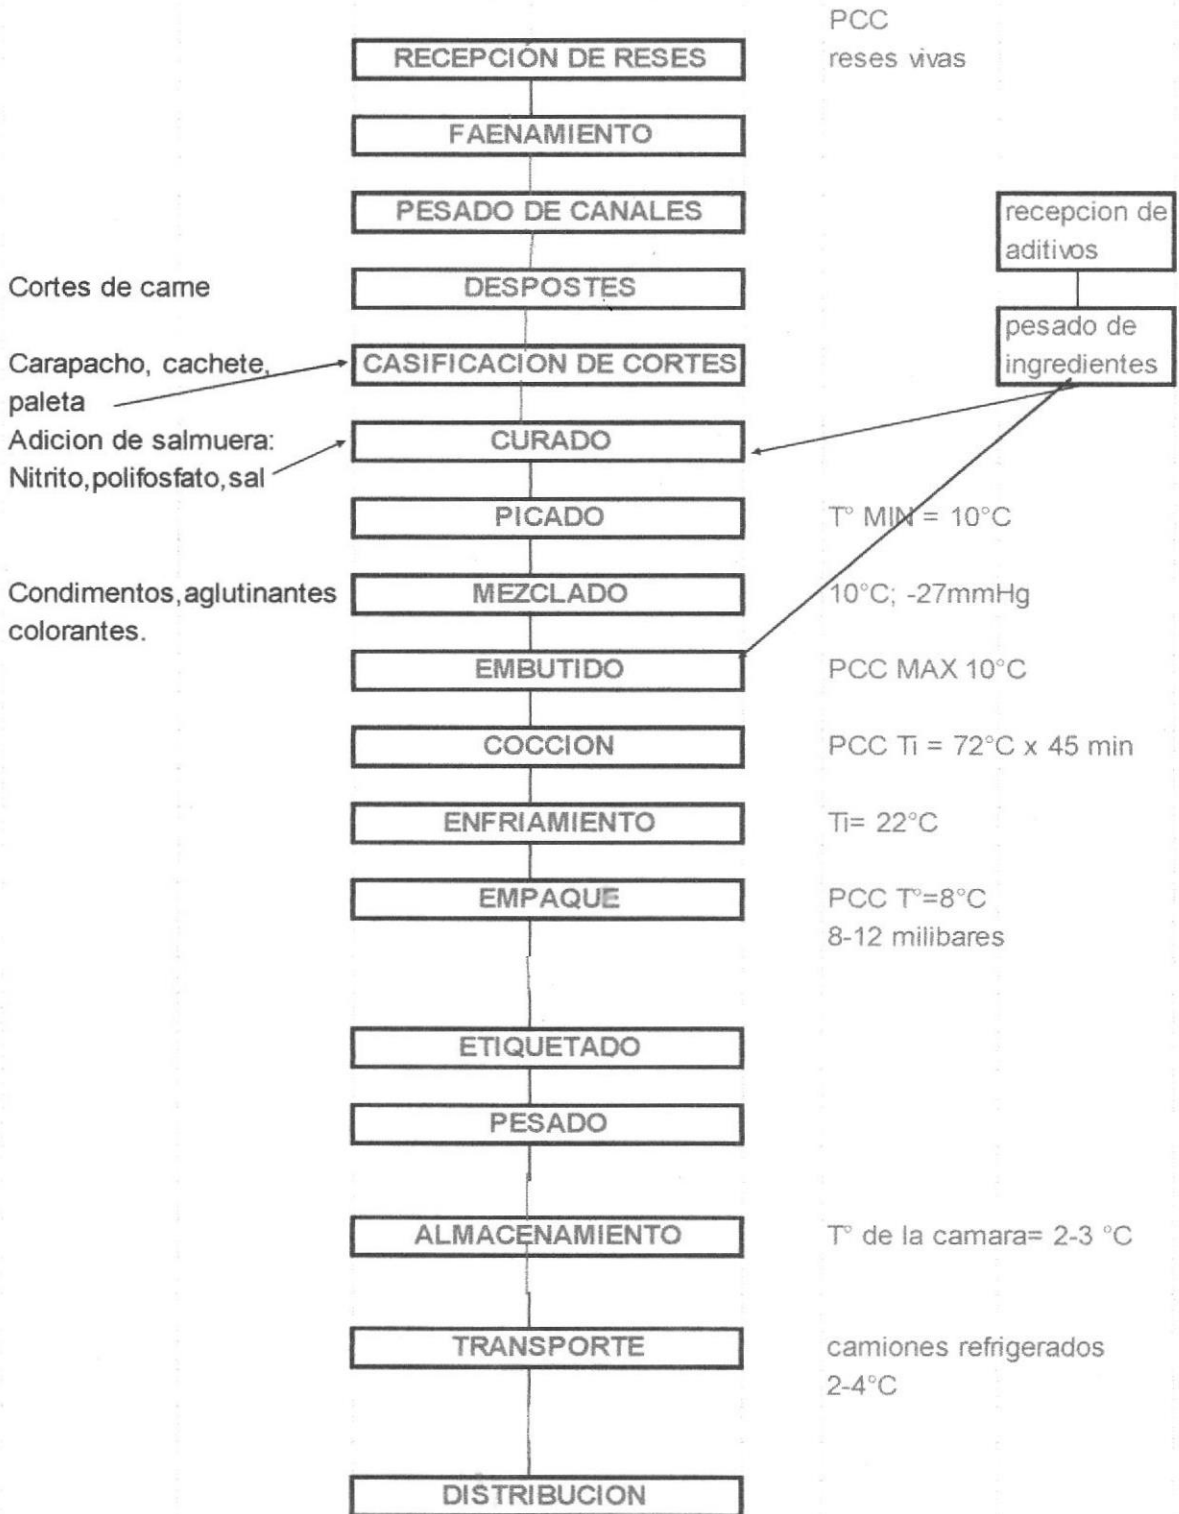 PCC
RECEPCIÓN DE RESES
reses vivas
FAENAMIENTO
PESADO DE CANALES
recepcion de
aditivos
Cortes de carne
DESPOSTES
pesado de
ingredientes
Carapacho, cachete,
paleta
CASIFICACION DE CORTES
Adicion de salmuera:
Nitrito,polifosfato,sal
CURADO
PICADO
T° MIN = 10°C
Condimentos,aglutinantes
colorantes.
MEZCLADO
10°C; -27mmHg
EMBUTIDO
PCC MAX 10°C
COCCION
PCC Ti = 72°C x 45 min
ENFRIAMIENTO
Ti= 22°C
EMPAQUE
PCC T°=8°C
8-12 milibares
ETIQUETADO
PESADO
ALMACENAMIENTO
T° de la camara= 2-3 °C
TRANSPORTE
camiones refrigerados
2-4°C
DISTRIBUCION